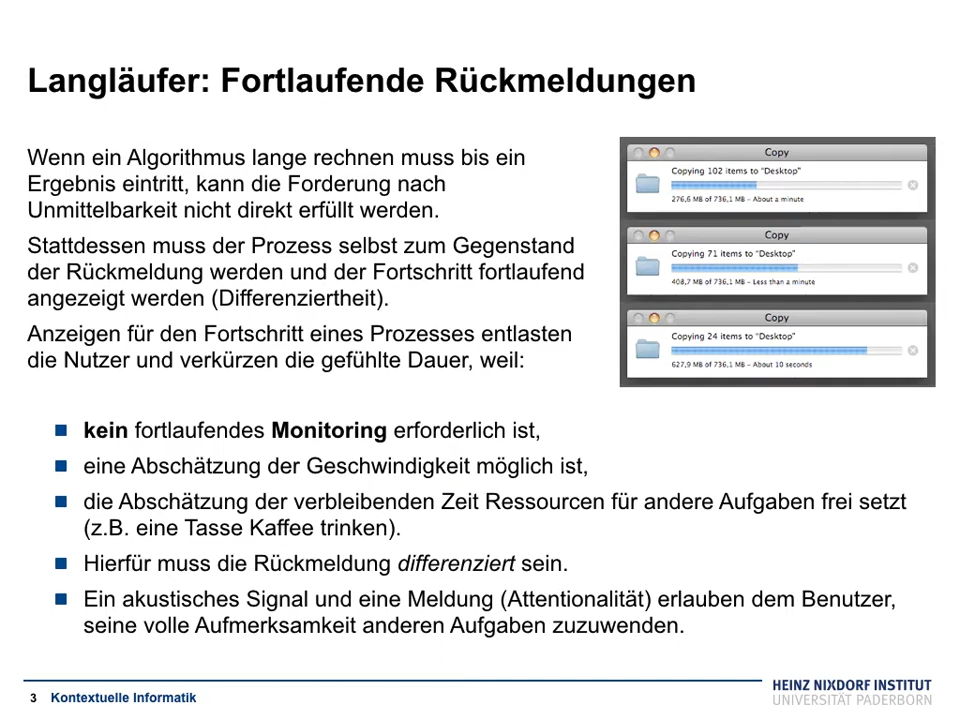 Langläufer: Fortlaufende Rückmeldungen
Wenn ein Algorithmus lange rechnen muss bis ein
Ergebnis eintritt, kann die Forderung nach
Unmittelbarkeit nicht direkt erfüllt werden.
Stattdessen muss der Prozess selbst zum Gegenstand
der Rückmeldung werden und der Fortschritt fortlaufend
angezeigt werden (Differenziertheit).
Anzeigen für den Fortschritt eines Prozesses entlasten
die Nutzer und verkürzen die gefühlte Dauer, weil:
Copy
Copying 102 items to "Desktop"
276,6 MB of 736,1 MB – About a minute
Copy
Copying 71 items to "Desktop"
408,7 MB of 736,1 MB – Less than a minute
Copy
Copying 24 items to "Desktop"
627,9 MB of 736,1 MB – About 10 seconds
kein fortlaufendes Monitoring erforderlich ist,
eine Abschätzung der Geschwindigkeit möglich ist,
die Abschätzung der verbleibenden Zeit Ressourcen für andere Aufgaben frei setzt
(z.B. eine Tasse Kaffee trinken).
Hierfür muss die Rückmeldung differenziert sein.
Ein akustisches Signal und eine Meldung (Attentionalität) erlauben dem Benutzer,
seine volle Aufmerksamkeit anderen Aufgaben zuzuwenden.
3 Kontextuelle Informatik
HEINZ NIXDORF INSTITUT
UNIVERSITÄT PADERBORN